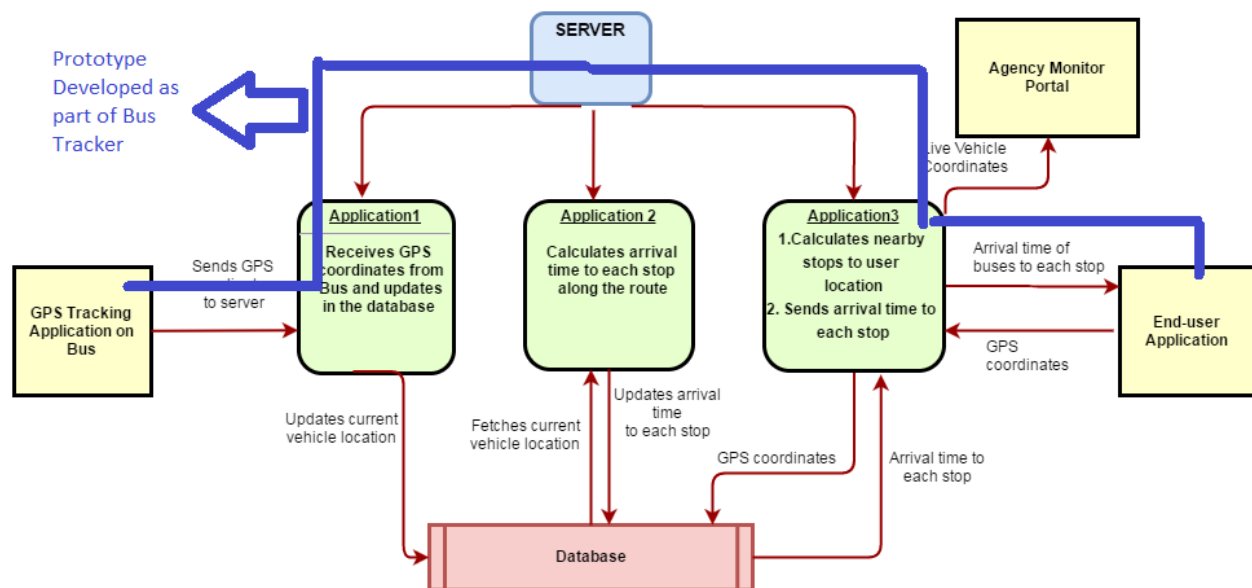 SERVER
Prototype
Developed as
part of Bus
Tracker
Agency Monitor
Portal
Live Vehicle
Coordinates
Application1
Receives GPS
coordinates from
Bus and updates
in the database
Application 2
Calculates arrival
time to each stop
along the route
Application3
1.Calculates nearby
stops to user
location
2. Sends arrival time to
each stop
Sends GPS
to server
GPS Tracking
Application on
Bus
Arrival time of
buses to each stop
End-user
Application
GPS
coordinates
Updates current
vehicle location
Fetches current
vehicle location
Updates arrival
time
to each stop
GPS coordinates
Arrival time to
each stop
Database